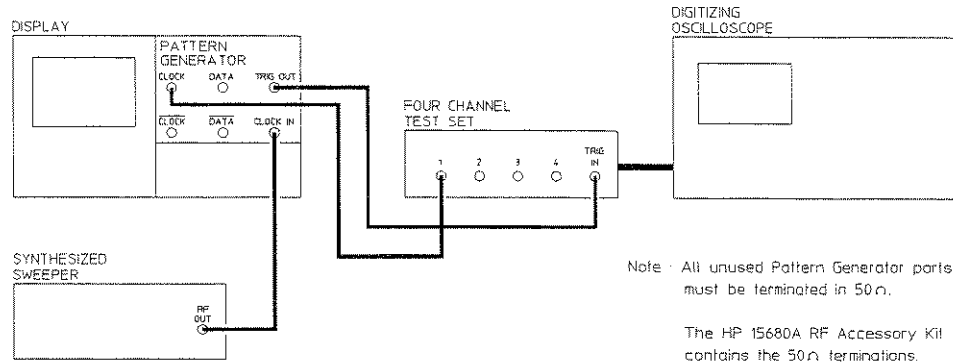 DISPLAY
PATTERN
GENERATOR
CLOCK DATA TRIG OUT
CLOCK DATA CLOCK IN
SYNTHESIZED
SWEEPER
RF
OUT
FOUR CHANNEL
TEST SET
1 2 3 4 TRIG
IN
DIGITIZING
OSCILLOSCOPE
Note : All unused Pattern Generator ports
must be terminated in 50Ω.
The HP 15680A RF Accessory Kit
contains the 50Ω terminations.